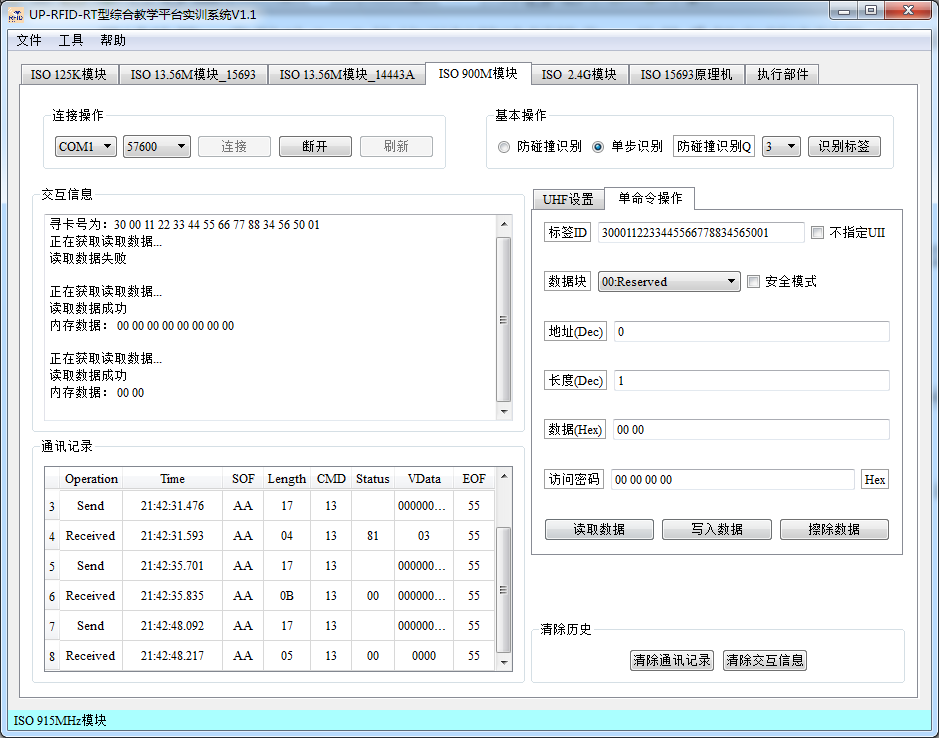 UP-RFID-RT型综合教学平台实训系统V1.1
文件 工具 帮助
ISO 125K模块 ISO 13.56M模块_15693 ISO 13.56M模块_14443A ISO 900M模块 ISO 2.4G模块 ISO 15693原理机 执行部件
连接操作
COM1 57600 连接 断开 刷新
基本操作
防碰撞识别 单步识别 防碰撞识别Q 3 识别标签
交互信息
寻卡号为：30 00 11 22 33 44 55 66 77 88 34 56 50 01
正在获取读取数据...
读取数据失败
正在获取读取数据...
读取数据成功
内存数据： 00 00 00 00 00 00 00 00
正在获取读取数据...
读取数据成功
内存数据： 00 00
通讯记录
Operation Time SOF Length CMD Status VData EOF
3 Send 21:42:31.476 AA 17 13 000000... 55
4 Received 21:42:31.593 AA 04 13 81 03 55
5 Send 21:42:35.701 AA 17 13 000000... 55
6 Received 21:42:35.835 AA 0B 13 00 000000... 55
7 Send 21:42:48.092 AA 17 13 000000... 55
8 Received 21:42:48.217 AA 05 13 00 0000 55
UHF设置 单命令操作
标签ID 3000112233445566778834565001 不指定UII
数据块 00:Reserved 安全模式
地址(Dec) 0
长度(Dec) 1
数据(Hex) 00 00
访问密码 00 00 00 00 Hex
读取数据 写入数据 擦除数据
清除历史
清除通讯记录 清除交互信息
ISO 915MHz模块